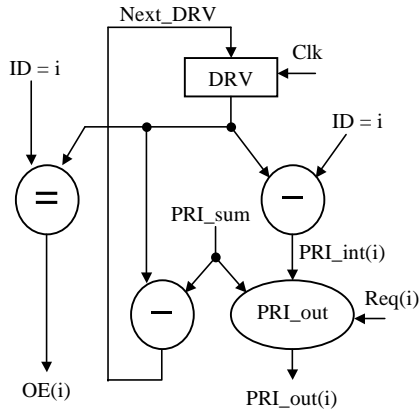 Next_DRV
Clk
DRV
ID = i
ID = i
=
−
PRI_sum
PRI_int(i)
−
PRI_out
Req(i)
OE(i)
PRI_out(i)